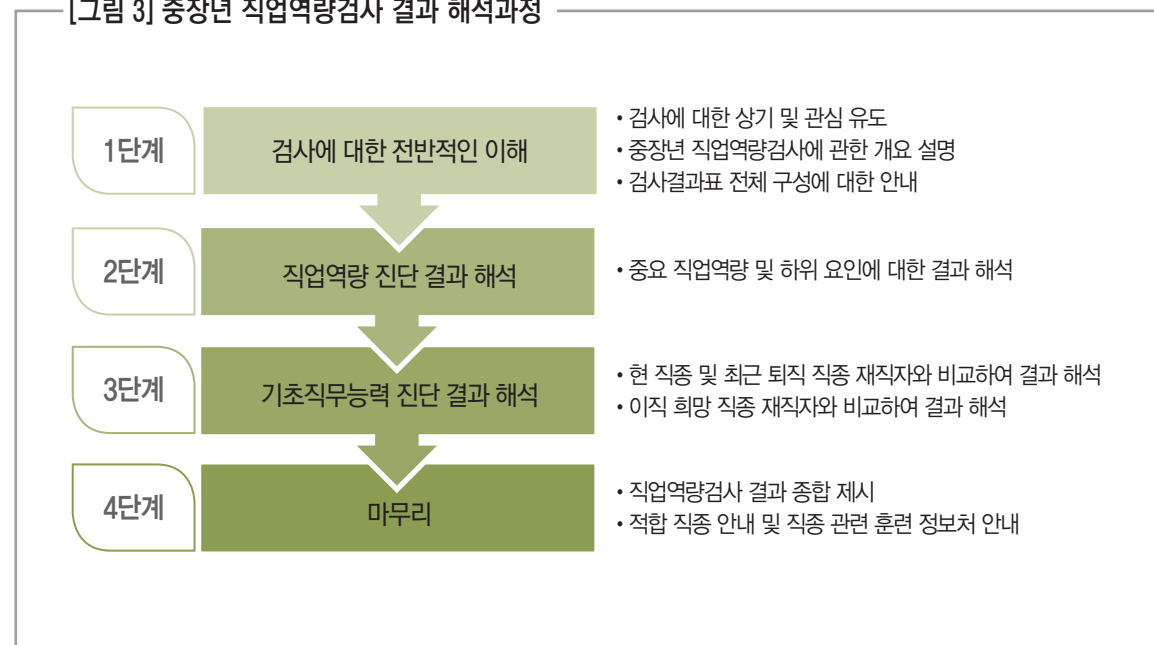 [그림 3] 중장년 직업역량검사 결과 해석과정
1단계
검사에 대한 전반적인 이해
• 검사에 대한 상기 및 관심 유도
• 중장년 직업역량검사에 관한 개요 설명
• 검사결과표 전체 구성에 대한 안내
2단계
직업역량 진단 결과 해석
• 중요 직업역량 및 하위 요인에 대한 결과 해석
3단계
기초직무능력 진단 결과 해석
• 현 직종 및 최근 퇴직 직종 재직자와 비교하여 결과 해석
• 이직 희망 직종 재직자와 비교하여 결과 해석
4단계
마무리
• 직업역량검사 결과 종합 제시
• 적합 직종 안내 및 직종 관련 훈련 정보처 안내